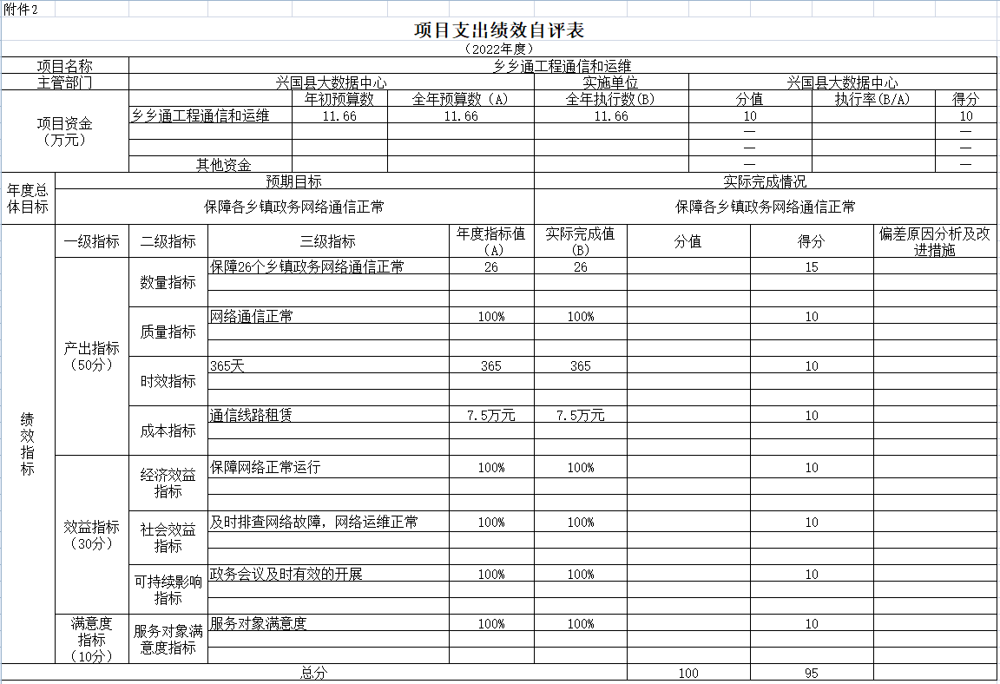 附件2
项目支出绩效自评表
（2022年度）
项目名称 乡乡通工程通信和运维
主管部门 兴国县大数据中心 实施单位 兴国县大数据中心
项目资金（万元） 年初预算数 全年预算数（A） 全年执行数(B) 分值 执行率(B/A) 得分
乡乡通工程通信和运维 11.66 11.66 11.66 10 10
— —
— —
其他资金 — —
年度总体目标 预期目标 实际完成情况
保障各乡镇政务网络通信正常 保障各乡镇政务网络通信正常
绩效指标 一级指标 二级指标 三级指标 年度指标值（A） 实际完成值（B） 分值 得分 偏差原因分析及改进措施
产出指标（50分） 数量指标 保障26个乡镇政务网络通信正常 26 26 15
质量指标 网络通信正常 100% 100% 10
时效指标 365天 365 365 10
成本指标 通信线路租赁 7.5万元 7.5万元 10
效益指标（30分） 经济效益指标 保障网络正常运行 100% 100% 10
社会效益指标 及时排查网络故障，网络运维正常 100% 100% 10
可持续影响指标 政务会议及时有效的开展 100% 100% 10
满意度指标（10分） 服务对象满意度指标 服务对象满意度 100% 100% 10
总分 100 95